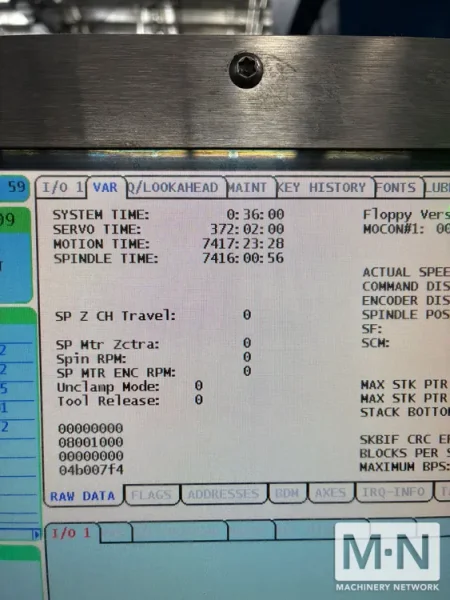 59 I/O 1 VAR Q/LOOKAHEAD MAINT KEY HISTORY FONTS LUB
09
SYSTEM TIME: 0:36:00 Floppy Vers
SERVO TIME: 372:02:00 MOCON#1: 00
MOTION TIME: 7417:23:28
SPINDLE TIME: 7416:00:56
ACTUAL SPEE
COMMAND DIS
ENCODER DIS
SP Z CH Travel: 0 SPINDLE POS
SF:
SP Mtr Zctra: 0 SCM:
Spin RPM: 0
SP MTR ENC RPM: 0
Unclamp Mode: 0 MAX STK PTR
Tool Release: 0 MAX STK PTR
STACK BOTTO
00000000
08001000 SKBIF CRC ER
00000000 BLOCKS PER S
04b007f4 MAXIMUM BPS:
RAW DATA FLAGS ADDRESSES DDM AXES IRQ-INFO
I/O 1
M·N
MACHINERY NETWORK